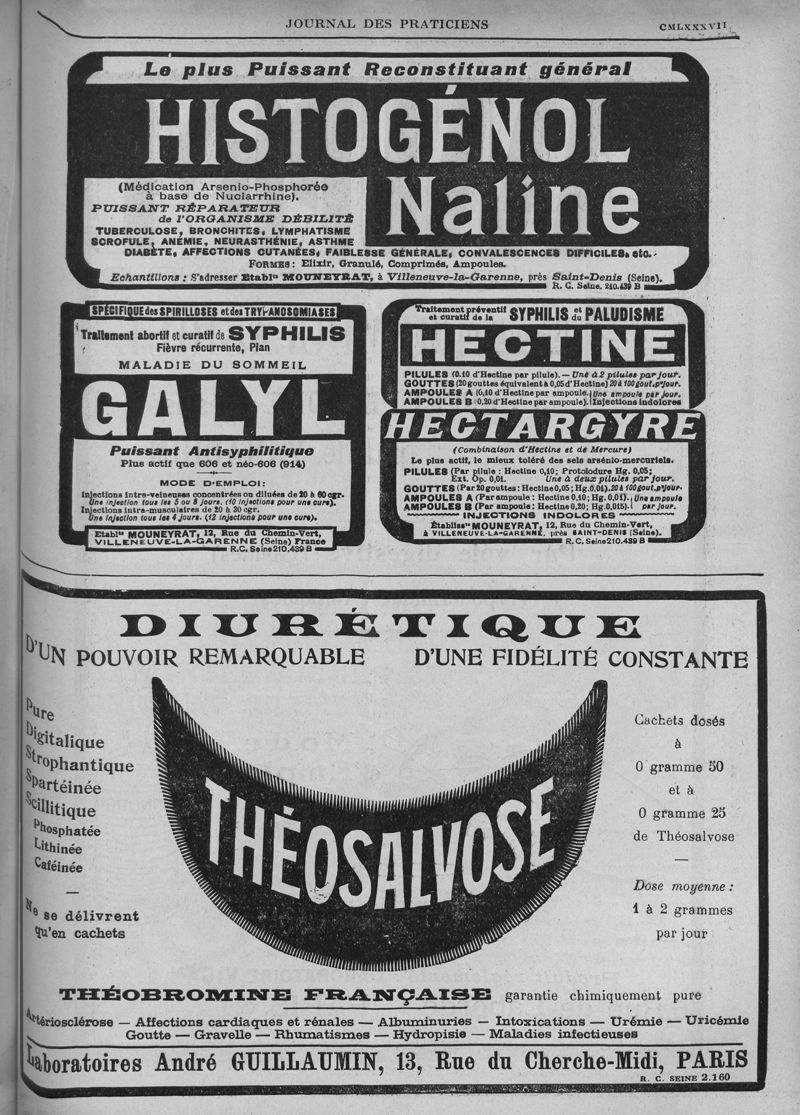 JOURNAL DES PRATICIENS
CMLXXXVII
Le plus Puissant Reconstituant général
HISTOGÉNOL
Naline
(Médication Arsenio-Phosphorée
à base de Nuclarrhine).
PUISSANT RÉPARATEUR
de l'ORGANISME DÉBILITÉ
TUBERCULOSE, BRONCHITES, LYMPHATISME
SCROFULE, ANÉMIE, NEURASTHÉNIE, ASTHME
DIABÈTE, AFFECTIONS CUTANÉES, FAIBLESSE GÉNÉRALE, CONVALESCENCES DIFFICILES, etc.
FORMES: Elixir, Granulé, Comprimés, Ampoules.
Echantillons: S'adresser Etabl.ts MOUNEYRAT, à Villeneuve-la-Garenne, près Saint-Denis (Seine).
R. C. Seine, 210.439 B
SPÉCIFIQUE des SPIRILLOSES et des TRYPANOSOMIASES
Traitement abortif et curatif de SYPHILIS
Fièvre récurrente, Pian
MALADIE DU SOMMEIL
GALYL
Puissant Antisyphilitique
Plus actif que 606 et néo-606 (914)
MODE D'EMPLOI:
Injections intra-veineuses concentrées ou diluées de 20 à 60 cgr.
Une injection tous les 5 ou 8 jours. (10 injections pour une cure).
Injections intra-musculaires de 20 à 30 cgr.
Une injection tous les 4 jours. (12 injections pour une cure).
Etabl.ts MOUNEYRAT, 12, Rue du Chemin-Vert,
VILLENEUVE-LA-GARENNE (Seine) France
R.C. Seine 210.439 B
Traitement préventif et curatif de la SYPHILIS et du PALUDISME
HECTINE
PILULES (0.10 d'Hectine par pilule). — Une à 2 pilules par jour.
GOUTTES (20 gouttes équivalent à 0,05 d'Hectine) 20 à 100 gout. p. jour.
AMPOULES A (0,10 d'Hectine par ampoule. Une ampoule par jour.
AMPOULES B (0,20 d'Hectine par ampoule). Injections indolores
HECTARGYRE
(Combinaison d'Hectine et de Mercure)
Le plus actif, le mieux toléré des sels arsénio-mercuriels.
PILULES (Par pilule : Hectine 0,10; Protoiodure Hg. 0,05;
Ext. Op. 0,01. Une à deux pilules par jour.
GOUTTES (Par 20 gouttes : Hectine 0,05; Hg. 0,01). 20 à 100 gout. p. jour.
AMPOULES A (Par ampoule : Hectine 0,10; Hg. 0,01). Une ampoule
AMPOULES B (Par ampoule : Hectine 0,20; Hg. 0,015). par jour.
INJECTIONS INDOLORES
Etabliss.ts MOUNEYRAT, 12, Rue du Chemin-Vert,
à VILLENEUVE-LA-GARENNE, près SAINT-DENIS (Seine).
R.C. Seine 210.439 B
DIURÉTIQUE
D'UN POUVOIR REMARQUABLE D'UNE FIDÉLITÉ CONSTANTE
Pure
Digitalique
Strophantique
Spartéinée
Scillitique
Phosphatée
Lithinée
Caféinée
—
Ne se délivrent
qu'en cachets
THÉOSALVOSE
Cachets dosés
à
0 gramme 50
et à
0 gramme 25
de Théosalvose
—
Dose moyenne :
1 à 2 grammes
par jour
THÉOBROMINE FRANÇAISE garantie chimiquement pure
Artériosclérose — Affections cardiaques et rénales — Albuminuries — Intoxications — Urémie — Uricémie
Goutte — Gravelle — Rhumatismes — Hydropisie — Maladies infectieuses
Laboratoires André GUILLAUMIN, 13, Rue du Cherche-Midi, PARIS
R. C. SEINE 2.160